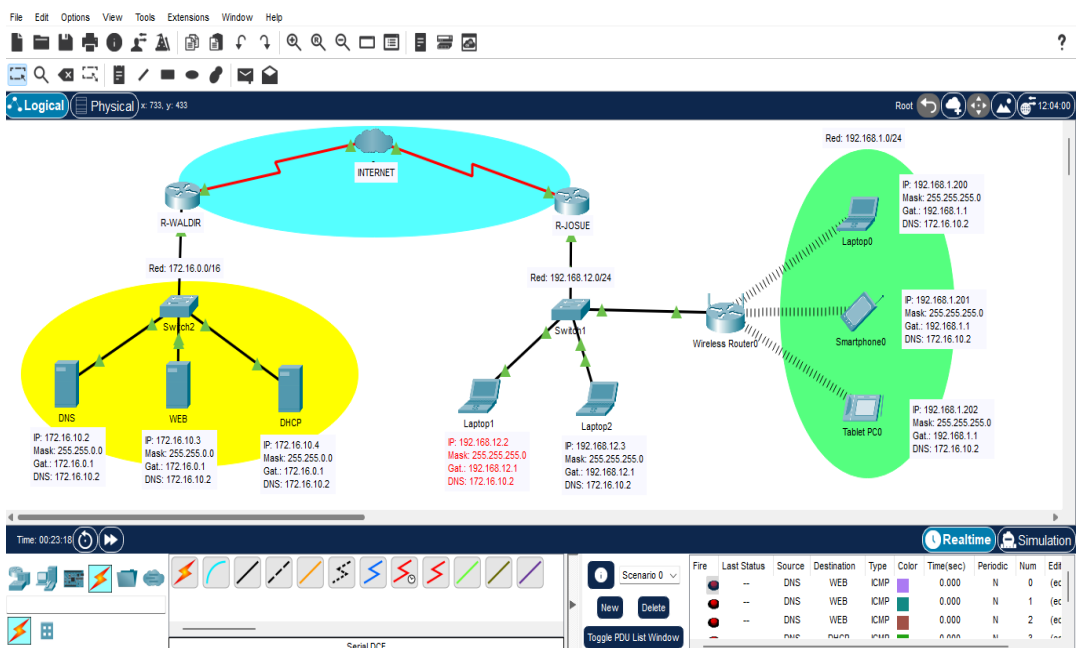 File Edit Options View Tools Extensions Window Help
?
Logical Physical x: 733, y: 433 Root 12:04:00
Red: 192.168.1.0/24
INTERNET
R-WALDIR
R-JOSUE
IP: 192.168.1.200
Mask: 255.255.255.0
Gat.: 192.168.1.1
DNS: 172.16.10.2
Laptop0
Red: 172.16.0.0/16
Red: 192.168.12.0/24
Switch2
Switch1
Wireless Router0
IP: 192.168.1.201
Mask: 255.255.255.0
Gat.: 192.168.1.1
DNS: 172.16.10.2
Smartphone0
DNS
WEB
DHCP
Laptop1
Laptop2
Tablet PC0
IP: 192.168.1.202
Mask: 255.255.255.0
Gat.: 192.168.1.1
DNS: 172.16.10.2
IP: 172.16.10.2
Mask: 255.255.0.0
Gat.: 172.16.0.1
DNS: 172.16.10.2
IP: 172.16.10.3
Mask: 255.255.0.0
Gat.: 172.16.0.1
DNS: 172.16.10.2
IP: 172.16.10.4
Mask: 255.255.0.0
Gat.: 172.16.0.1
DNS: 172.16.10.2
IP: 192.168.12.2
Mask: 255.255.255.0
Gat.: 192.168.12.1
DNS: 172.16.10.2
IP: 192.168.12.3
Mask: 255.255.255.0
Gat.: 192.168.12.1
DNS: 172.16.10.2
Time: 00:23:18 Realtime Simulation
Scenario 0
New Delete
Toggle PDU List Window
Fire Last Status Source Destination Type Color Time(sec) Periodic Num Edit
-- DNS WEB ICMP 0.000 N 0 (ec
-- DNS WEB ICMP 0.000 N 1 (ec
-- DNS WEB ICMP 0.000 N 2 (ec
DNS DHCP ICMP 0.000 N 3
Serial DCE